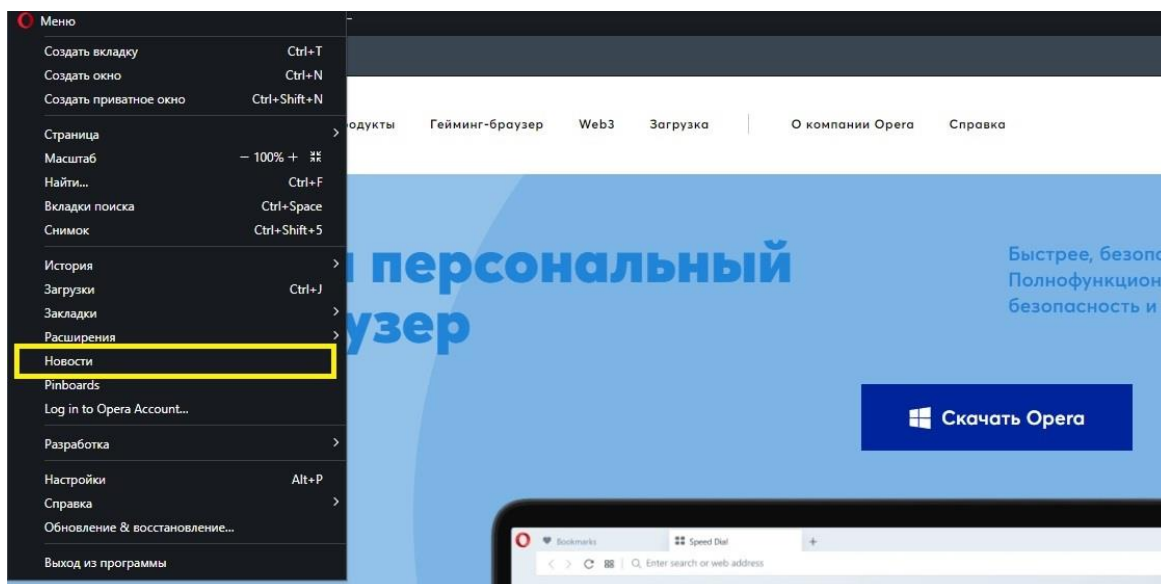 Меню
Создать вкладку Ctrl+T
Создать окно Ctrl+N
Создать приватное окно Ctrl+Shift+N
Страница
Масштаб – 100% +
Найти... Ctrl+F
Вкладки поиска Ctrl+Space
Снимок Ctrl+Shift+5
История
Загрузки Ctrl+J
Закладки
Расширения
Новости
Pinboards
Log in to Opera Account...
Разработка
Настройки Alt+P
Справка
Обновление & восстановление...
Выход из программы
Гейминг-браузер Web3 Загрузка О компании Opera Справка
персональный
Быстрее,
Полнофункцион
безопасность и
Скачать Opera
Bookmarks Speed Dial
Enter search or web address